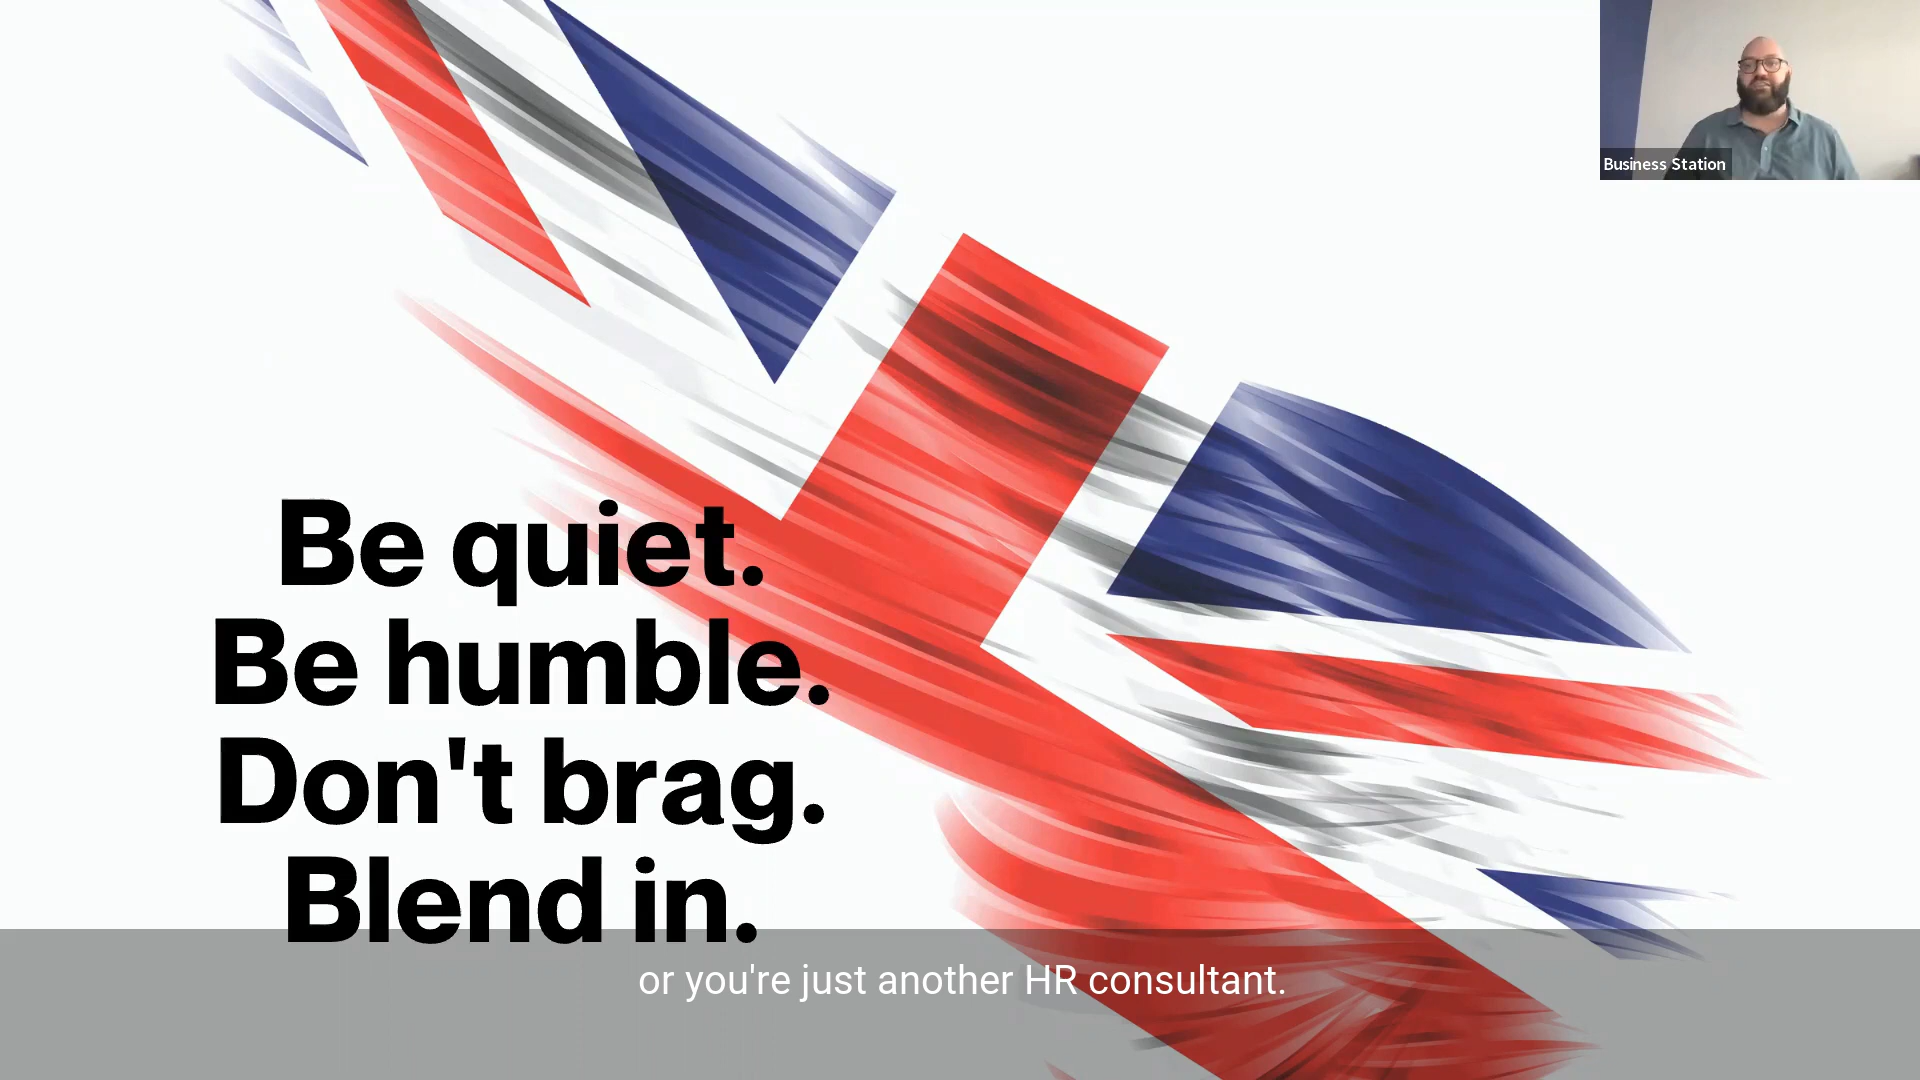 Business Station
Be quiet.
Be humble.
Don't brag.
Blend in.
or you're just another HR consultant.